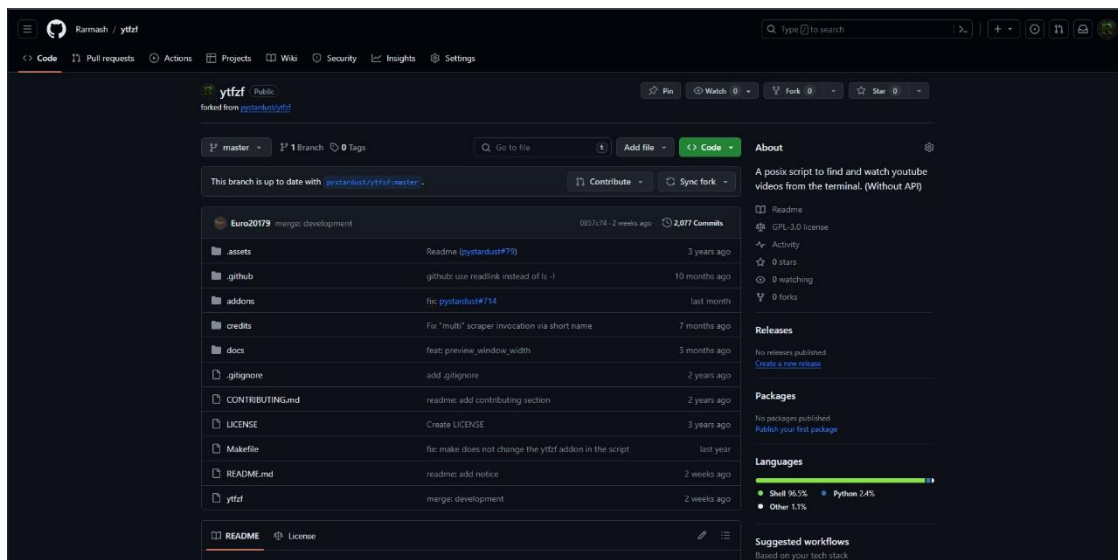 Rarmash / ytfzf
Type / to search
Code Pull requests Actions Projects Wiki Security Insights Settings
ytfzf Public
forked from pystardust/ytfzf
Pin Watch 0 Fork 0 Star 0
master 1 Branch 0 Tags
Go to file t Add file Code
This branch is up to date with pystardust/ytfzf:master .
Contribute Sync fork
Euro20179 merge: development 0857c74 · 2 weeks ago 2,077 Commits
.assets Readme (pystardust#79) 3 years ago
.github github: use readlink instead of ls -l 10 months ago
addons fix: pystardust#714 last month
credits Fix "multi" scraper invocation via short name 7 months ago
docs feat: preview_window_width 3 months ago
.gitignore add .gitignore 2 years ago
CONTRIBUTING.md readme: add contributing section 2 years ago
LICENSE Create LICENSE 3 years ago
Makefile fix: make does not change the ytfzf addon in the script last year
README.md readme: add notice 2 weeks ago
ytfzf merge: development 2 weeks ago
README License
About
A posix script to find and watch youtube
videos from the terminal. (Without API)
Readme
GPL-3.0 license
Activity
0 stars
0 watching
0 forks
Releases
No releases published
Create a new release
Packages
No packages published
Publish your first package
Languages
Shell 96.5% Python 2.4%
Other 1.1%
Suggested workflows
Based on your tech stack